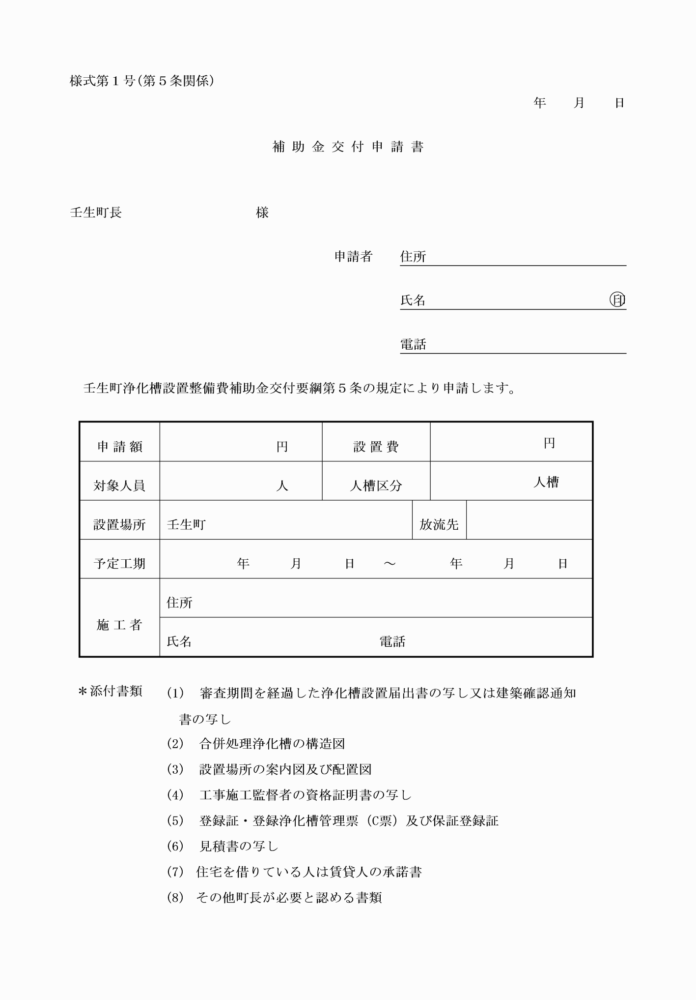 様式第１号（第５条関係）
年　　月　　日
補助金交付申請書
壬生町長　　　　　　　　　　様
申請者　　住所
氏名　　　　　　　　　　　　　　㊞
電話
壬生町浄化槽設置整備費補助金交付要綱第５条の規定により申請します。
申請額　　円　　設置費　　円
対象人員　　人　　人槽区分　　人槽
設置場所　　壬生町　　放流先
予定工期　　年　　月　　日　　～　　年　　月　　日
住所
施工者
氏名　　　　　　　　電話
＊添付書類　(1)　審査期間を経過した浄化槽設置届出書の写し又は建築確認通知
書の写し
(2)　合併処理浄化槽の構造図
(3)　設置場所の案内図及び配置図
(4)　工事施工監督者の資格証明書の写し
(5)　登録証・登録浄化槽管理票（C票）及び保証登録証
(6)　見積書の写し
(7)　住宅を借りている人は賃貸人の承諾書
(8)　その他町長が必要と認める書類